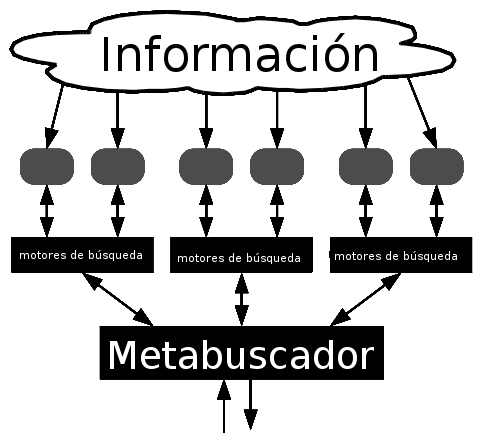 Información
motores de búsqueda
motores de búsqueda
motores de búsqueda
Metabuscador